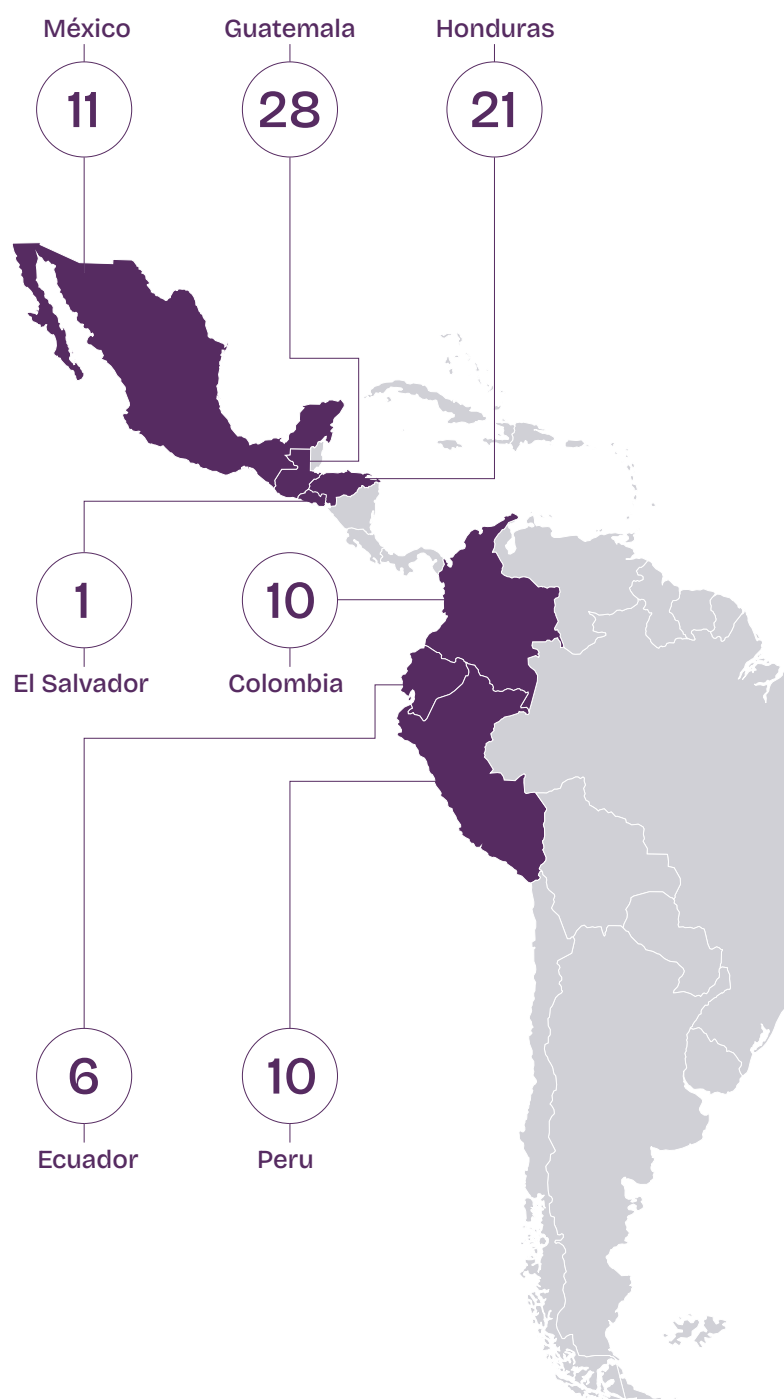 México
Guatemala
Honduras
11
28
21
1
10
El Salvador
Colombia
6
10
Ecuador
Peru